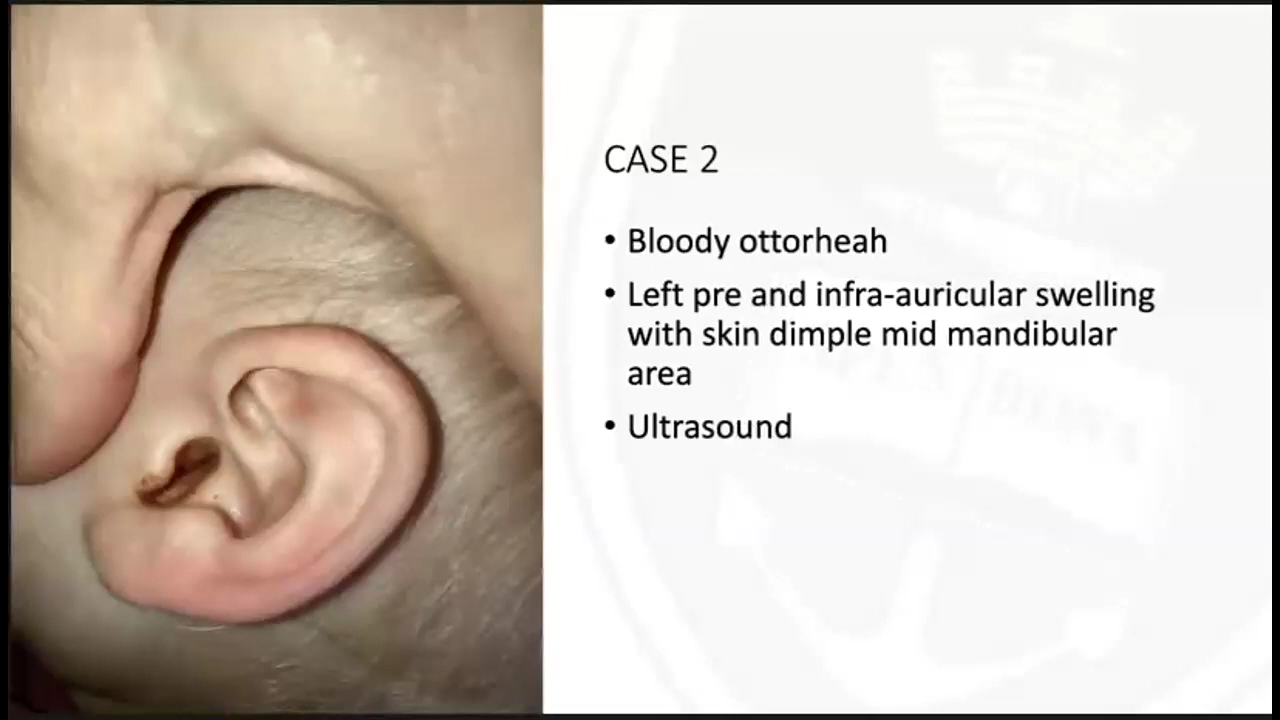 CASE 2
• Bloody ottorheah
• Left pre and infra-auricular swelling
with skin dimple mid mandibular
area
• Ultrasound